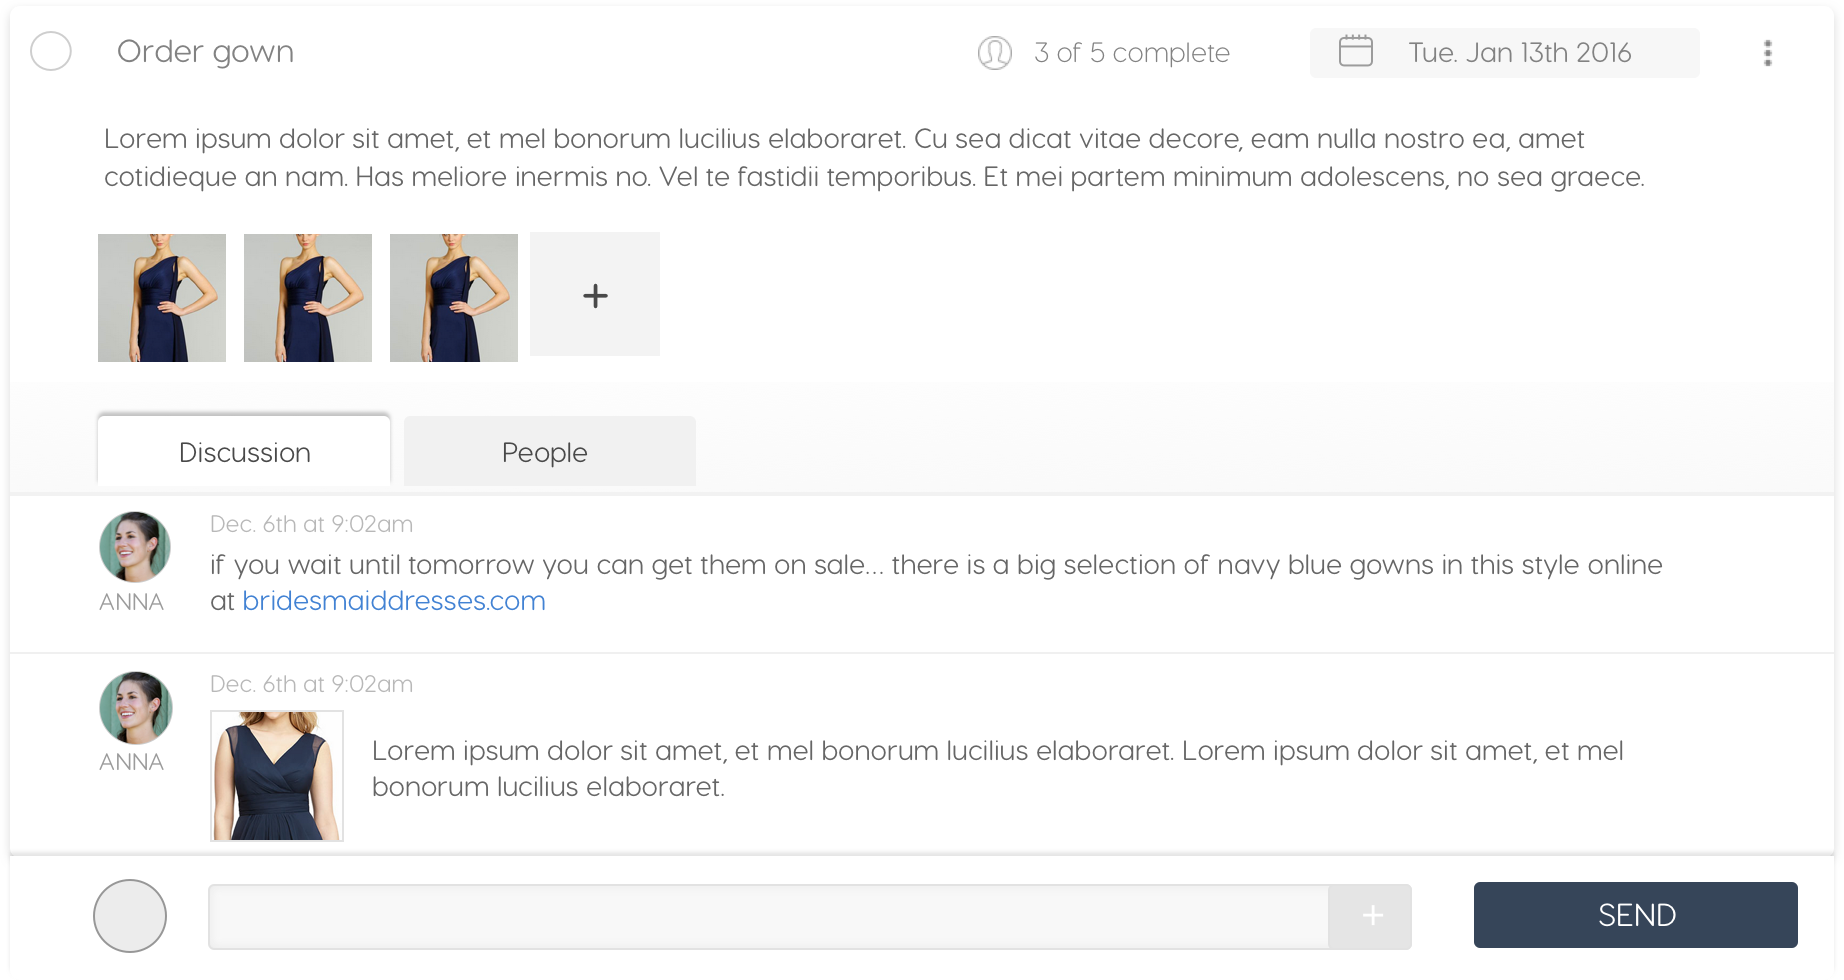 Order gown
3 of 5 complete
Tue. Jan 13th 2016
Lorem ipsum dolor sit amet, et mel bonorum lucilius elaboraret. Cu sea dicat vitae decore, eam nulla nostro ea, amet
cotidieque an nam. Has meliore inermis no. Vel te fastidii temporibus. Et mei partem minimum adolescens, no sea graece.
+
Discussion
People
Dec. 6th at 9:02am
if you wait until tomorrow you can get them on sale... there is a big selection of navy blue gowns in this style online
at bridesmaiddresses.com
ANNA
Dec. 6th at 9:02am
Lorem ipsum dolor sit amet, et mel bonorum lucilius elaboraret. Lorem ipsum dolor sit amet, et mel
bonorum lucilius elaboraret.
ANNA
+
SEND